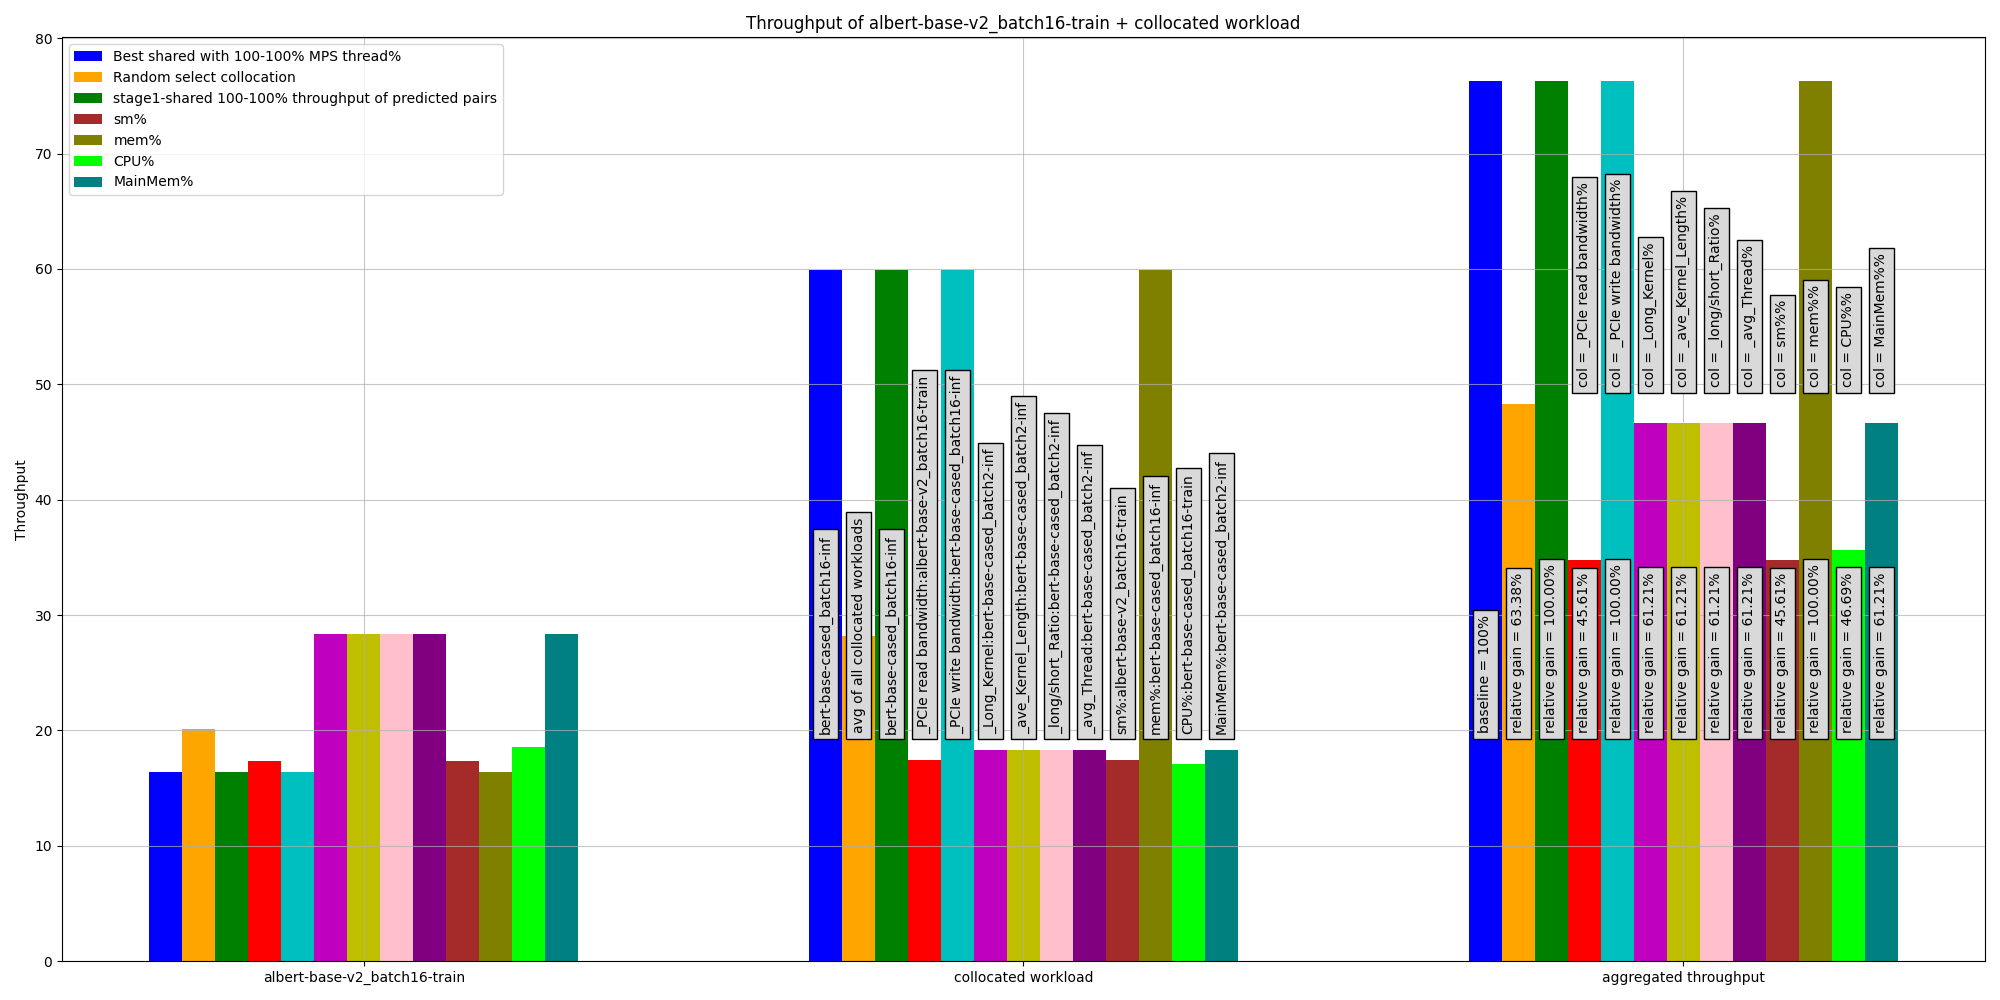 Throughput of albert-base-v2_batch16-train + collocated workload
Throughput
80
70
60
50
40
30
20
10
0
Best shared with 100-100% MPS thread%
Random select collocation
stage1-shared 100-100% throughput of predicted pairs
sm%
mem%
CPU%
MainMem%
bert-base-cased_batch16-inf
avg of all collocated workloads
bert-base-cased_batch16-inf
_PCIe read bandwidth:albert-base-v2_batch16-train
_PCIe write bandwidth:bert-base-cased_batch16-inf
_Long_Kernel:bert-base-cased_batch2-inf
_ave_Kernel_Length:bert-base-cased_batch2-inf
_long/short_Ratio:bert-base-cased_batch2-inf
_avg_Thread:bert-base-cased_batch2-inf
sm%:albert-base-v2_batch16-train
mem%:bert-base-cased_batch16-inf
CPU%:bert-base-cased_batch16-train
MainMem%:bert-base-cased_batch2-inf
col = _PCIe read bandwidth%
col = _PCIe write bandwidth%
col = _Long_Kernel%
col = _ave_Kernel_Length%
col = _long/short_Ratio%
col = _avg_Thread%
col = sm%%
col = mem%%
col = CPU%%
col = MainMem%%
baseline = 100%
relative gain = 63.38%
relative gain = 100.00%
relative gain = 45.61%
relative gain = 100.00%
relative gain = 61.21%
relative gain = 61.21%
relative gain = 61.21%
relative gain = 61.21%
relative gain = 45.61%
relative gain = 100.00%
relative gain = 46.69%
relative gain = 61.21%
albert-base-v2_batch16-train
collocated workload
aggregated throughput